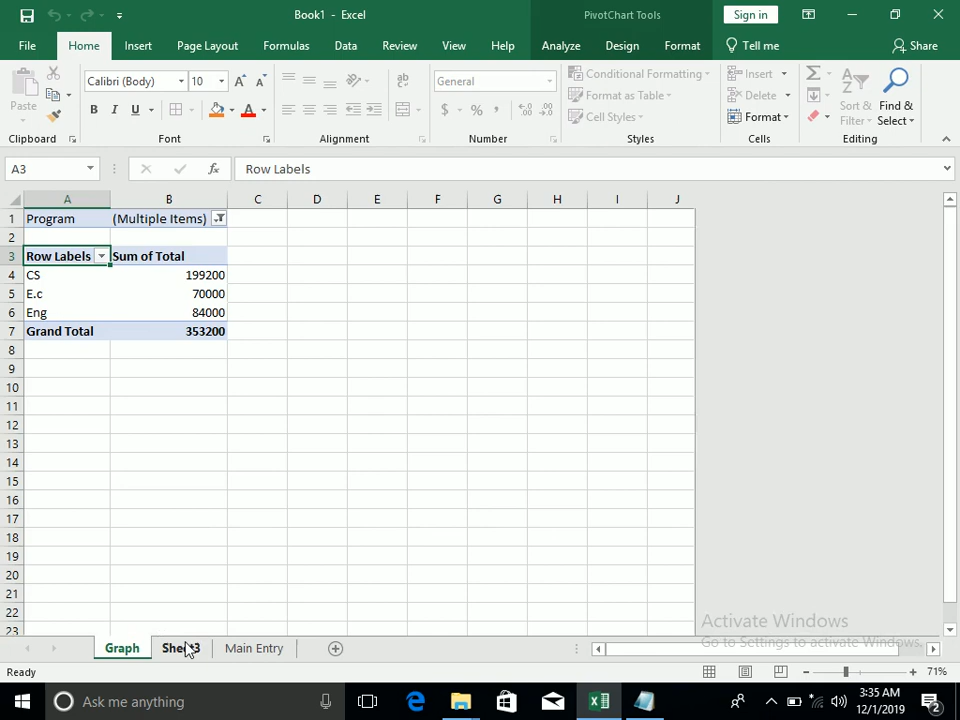 Book1 - Excel
PivotChart Tools
Sign in
File Home Insert Page Layout Formulas Data Review View Help Analyze Design Format Tell me Share
Paste
Calibri (Body) 10
B I U
General
$ % ,
Conditional Formatting
Format as Table
Cell Styles
Insert
Delete
Format
Sort & Filter
Find & Select
Clipboard Font Alignment Number Styles Cells Editing
A3 fx Row Labels
A B C D E F G H I J
1 Program (Multiple Items)
2
3 Row Labels Sum of Total
4 CS 199200
5 E.c 70000
6 Eng 84000
7 Grand Total 353200
8
9
10
11
12
13
14
15
16
17
18
19
20
21
22
23
Activate Windows
Go to Settings to activate Windows.
Graph Sheet3 Main Entry
Ready 71%
Ask me anything
3:35 AM
12/1/2019
2